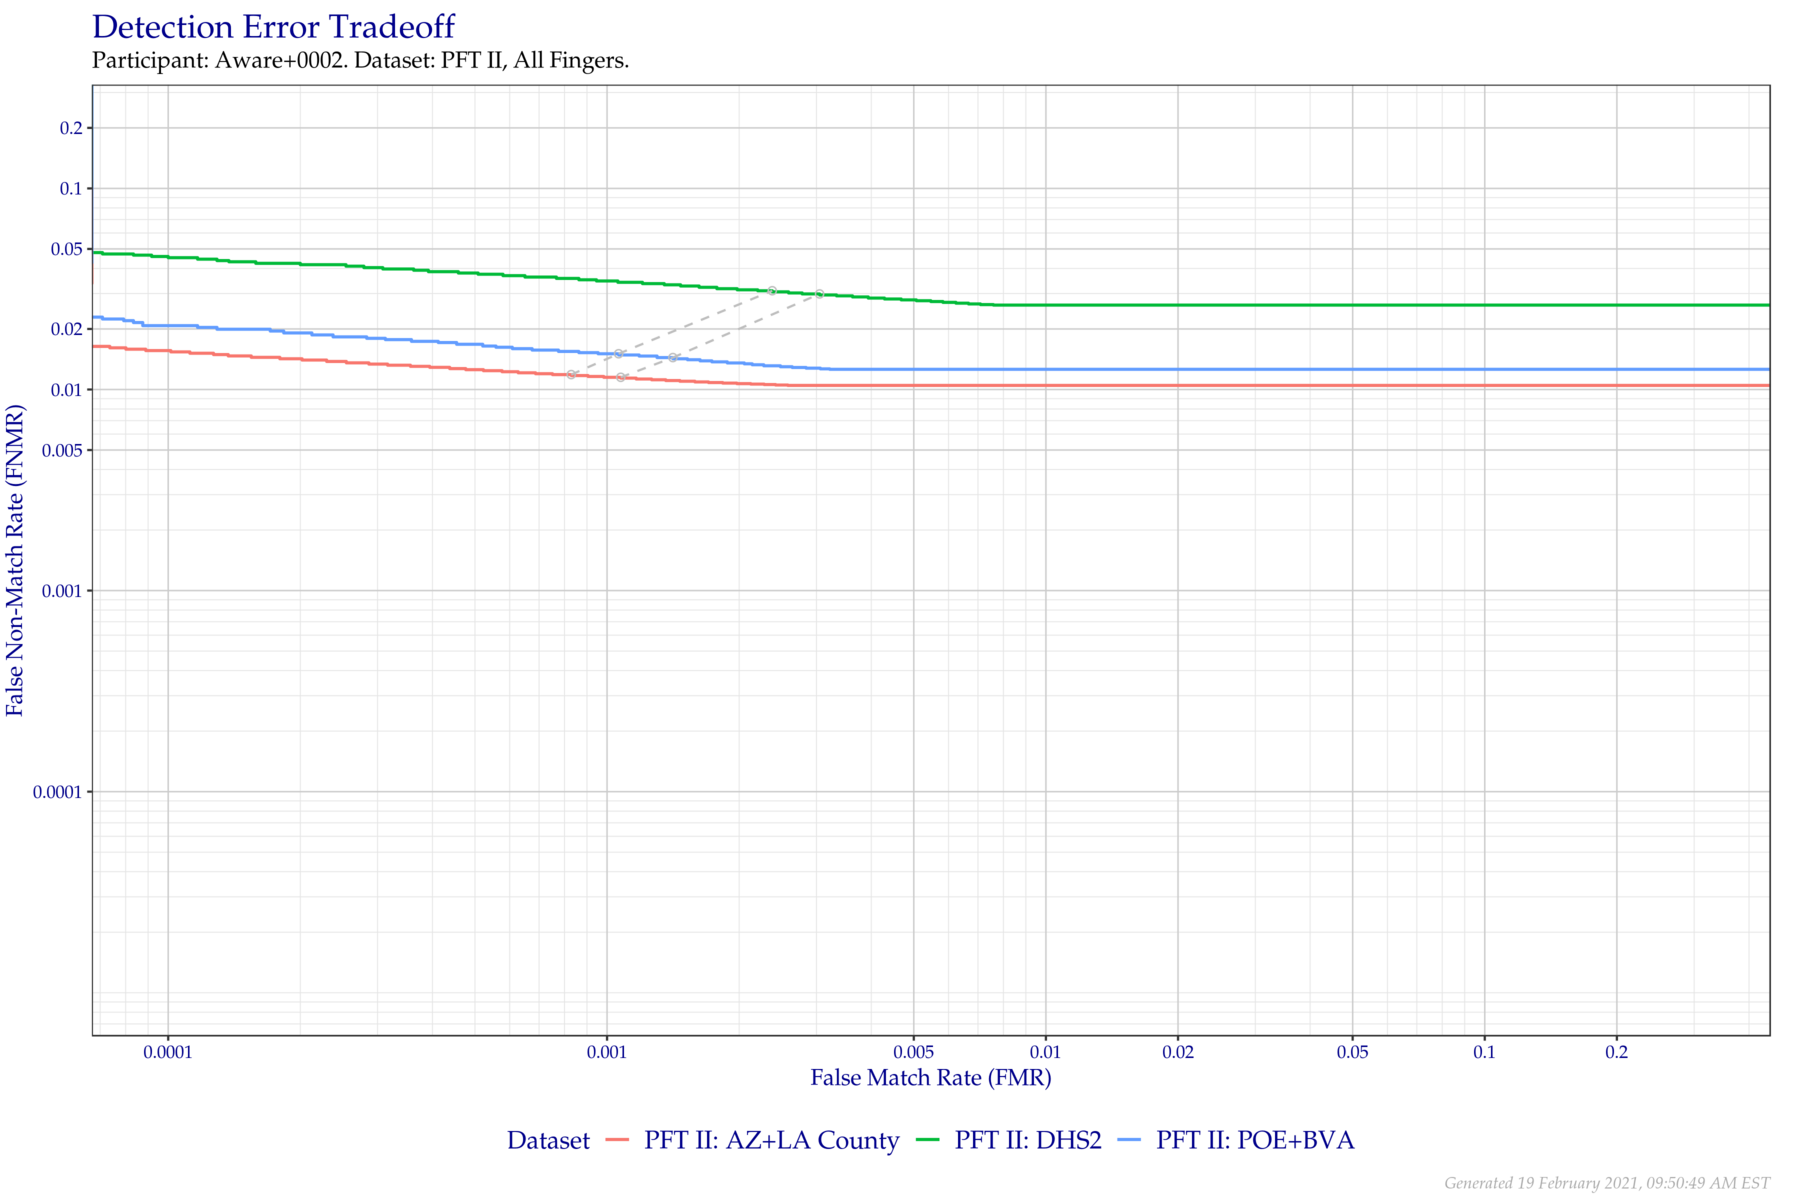 Detection Error Tradeoff
Participant: Aware+0002. Dataset: PFT II, All Fingers.
False Non-Match Rate (FNMR)
0.2
0.1
0.05
0.02
0.01
0.005
0.001
0.0001
0.0001 0.001 0.005 0.01 0.02 0.05 0.1 0.2
False Match Rate (FMR)
Dataset PFT II: AZ+LA County PFT II: DHS2 PFT II: POE+BVA
Generated 19 February 2021, 09:50:49 AM EST